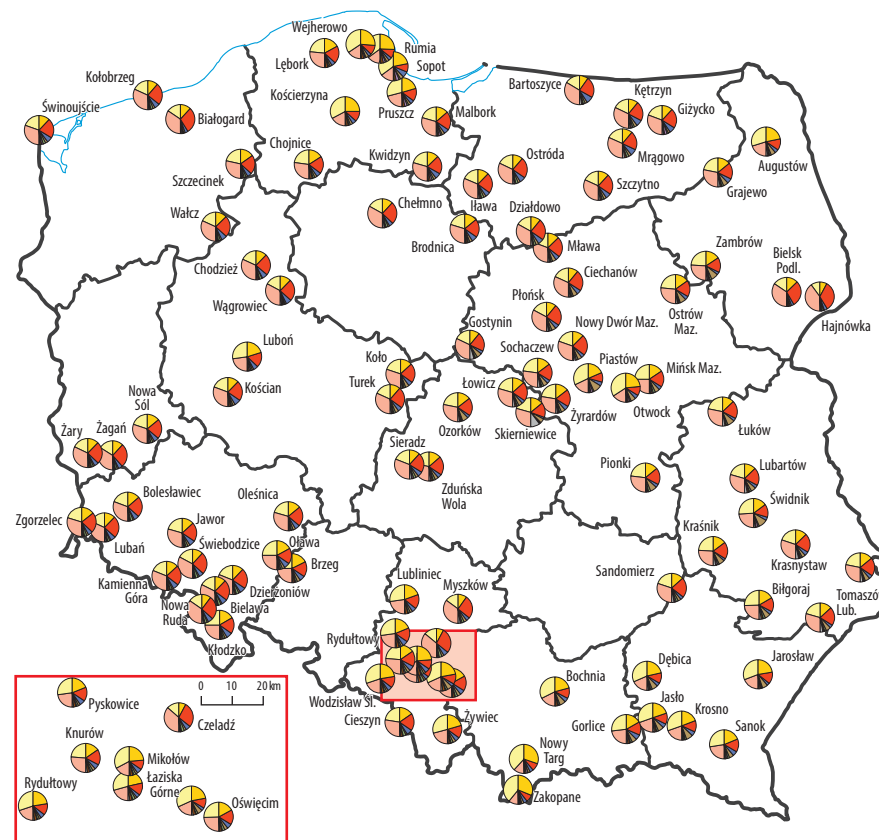 Wejherowo
Rumia
Sopot
Lębork
Kołobrzeg
Świnoujście
Białogard
Kościerzyna
Pruszcz
Malbork
Bartoszyce
Kętrzyn
Giżycko
Mrągowo
Augustów
Szczecinek
Chojnice
Kwidzyn
Ostróda
Iława
Szczytno
Grajewo
Wałcz
Chełmno
Brodnica
Działdowo
Mława
Zambrów
Bielsk
Podl.
Hajnówka
Chodzież
Wągrowiec
Ciechanów
Płońsk
Ostrów
Maz.
Gostynin
Nowy Dwór Maz.
Luboń
Koło
Sochaczew
Piastów
Mińsk Maz.
Kościan
Turek
Łowicz
Ozorków
Skierniewice
Żyrardów
Otwock
Łuków
Nowa
Sól
Żary
Żagań
Sieradz
Zduńska
Wola
Pionki
Lubartów
Świdnik
Bolesławiec
Oleśnica
Zgorzelec
Lubań
Jawor
Świebodzice
Oława
Brzeg
Kraśnik
Krasnystaw
Kamienna
Góra
Dzierżoniów
Nowa
Ruda
Bielawa
Kłodzko
Lubliniec
Myszków
Sandomierz
Biłgoraj
Tomaszów
Lub.
Rydułtowy
Wodzisław Śl.
Cieszyn
Żywiec
Bochnia
Dębica
Jarosław
Jasło
Krosno
Gorlice
Sanok
Nowy
Targ
Zakopane
0 10 20 km
Pyskowice
Czeladź
Knurów
Mikołów
Łaziska
Górne
Rydułtowy
Oświęcim